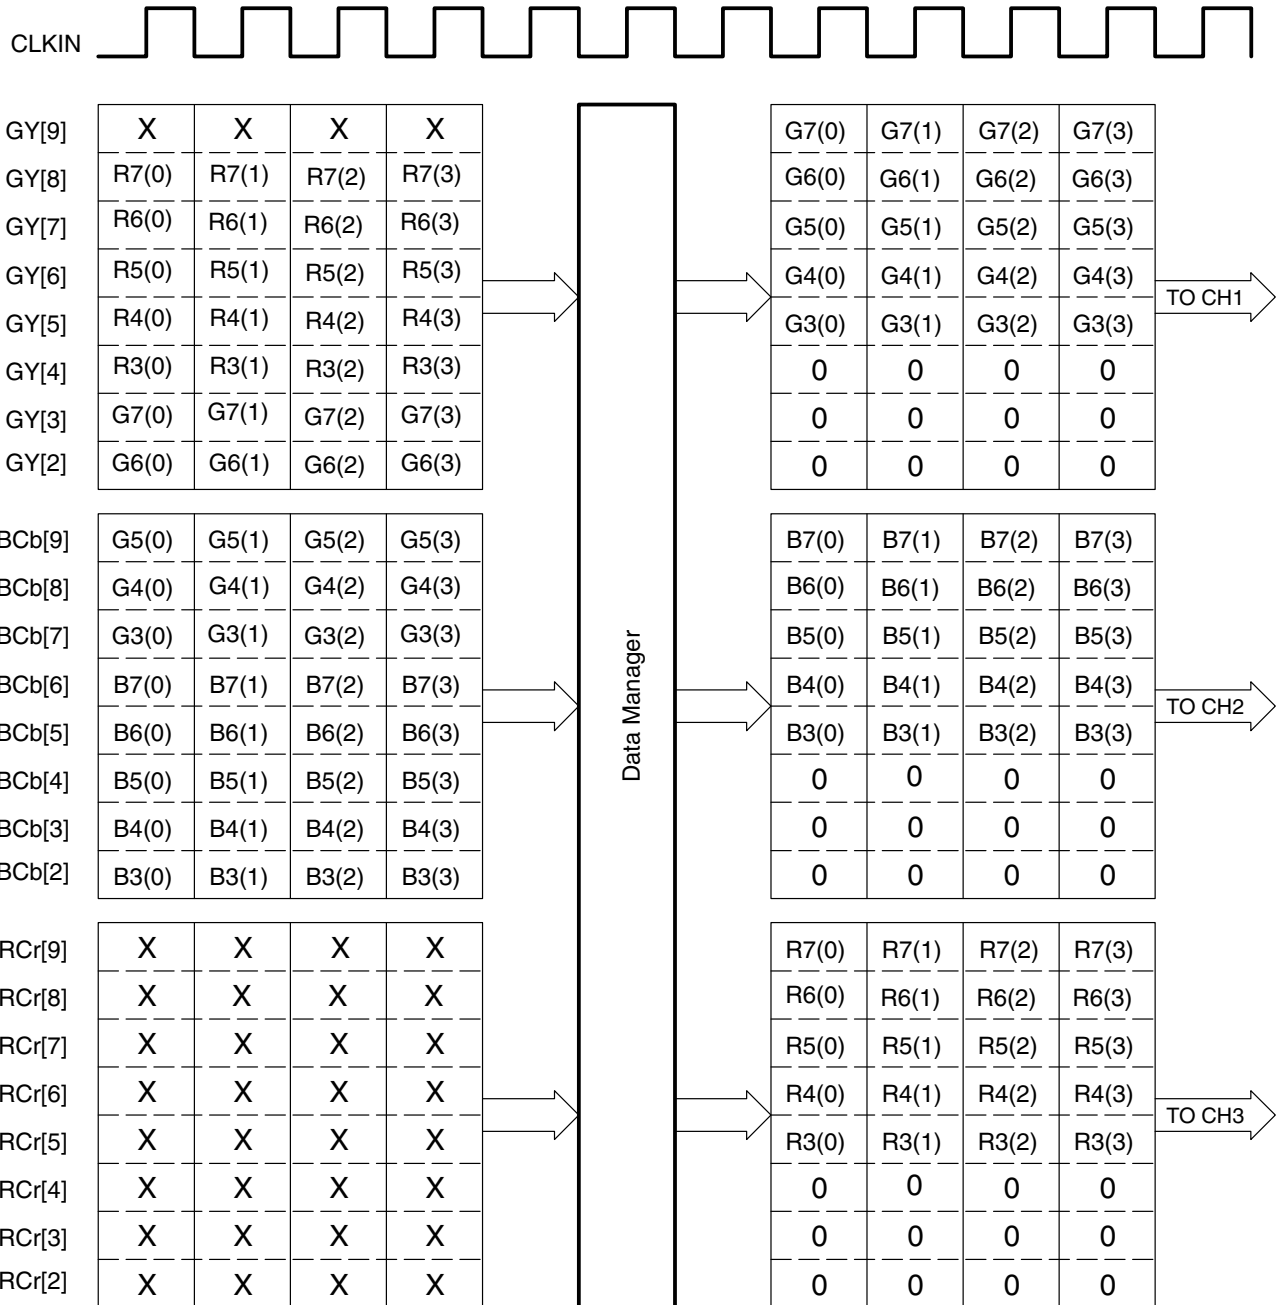 CLKIN
GY[9] X X X X G7(0) G7(1) G7(2) G7(3)
GY[8] R7(0) R7(1) R7(2) R7(3) G6(0) G6(1) G6(2) G6(3)
GY[7] R6(0) R6(1) R6(2) R6(3) G5(0) G5(1) G5(2) G5(3)
GY[6] R5(0) R5(1) R5(2) R5(3) G4(0) G4(1) G4(2) G4(3)
TO CH1
GY[5] R4(0) R4(1) R4(2) R4(3) G3(0) G3(1) G3(2) G3(3)
GY[4] R3(0) R3(1) R3(2) R3(3) 0 0 0 0
GY[3] G7(0) G7(1) G7(2) G7(3) 0 0 0 0
GY[2] G6(0) G6(1) G6(2) G6(3) 0 0 0 0
BCb[9] G5(0) G5(1) G5(2) G5(3) B7(0) B7(1) B7(2) B7(3)
BCb[8] G4(0) G4(1) G4(2) G4(3) B6(0) B6(1) B6(2) B6(3)
BCb[7] G3(0) G3(1) G3(2) G3(3) B5(0) B5(1) B5(2) B5(3)
BCb[6] B7(0) B7(1) B7(2) B7(3) B4(0) B4(1) B4(2) B4(3)
Data Manager
TO CH2
BCb[5] B6(0) B6(1) B6(2) B6(3) B3(0) B3(1) B3(2) B3(3)
BCb[4] B5(0) B5(1) B5(2) B5(3) 0 0 0 0
BCb[3] B4(0) B4(1) B4(2) B4(3) 0 0 0 0
BCb[2] B3(0) B3(1) B3(2) B3(3) 0 0 0 0
RCr[9] X X X X R7(0) R7(1) R7(2) R7(3)
RCr[8] X X X X R6(0) R6(1) R6(2) R6(3)
RCr[7] X X X X R5(0) R5(1) R5(2) R5(3)
RCr[6] X X X X R4(0) R4(1) R4(2) R4(3)
TO CH3
RCr[5] X X X X R3(0) R3(1) R3(2) R3(3)
RCr[4] X X X X 0 0 0 0
RCr[3] X X X X 0 0 0 0
RCr[2] X X X X 0 0 0 0